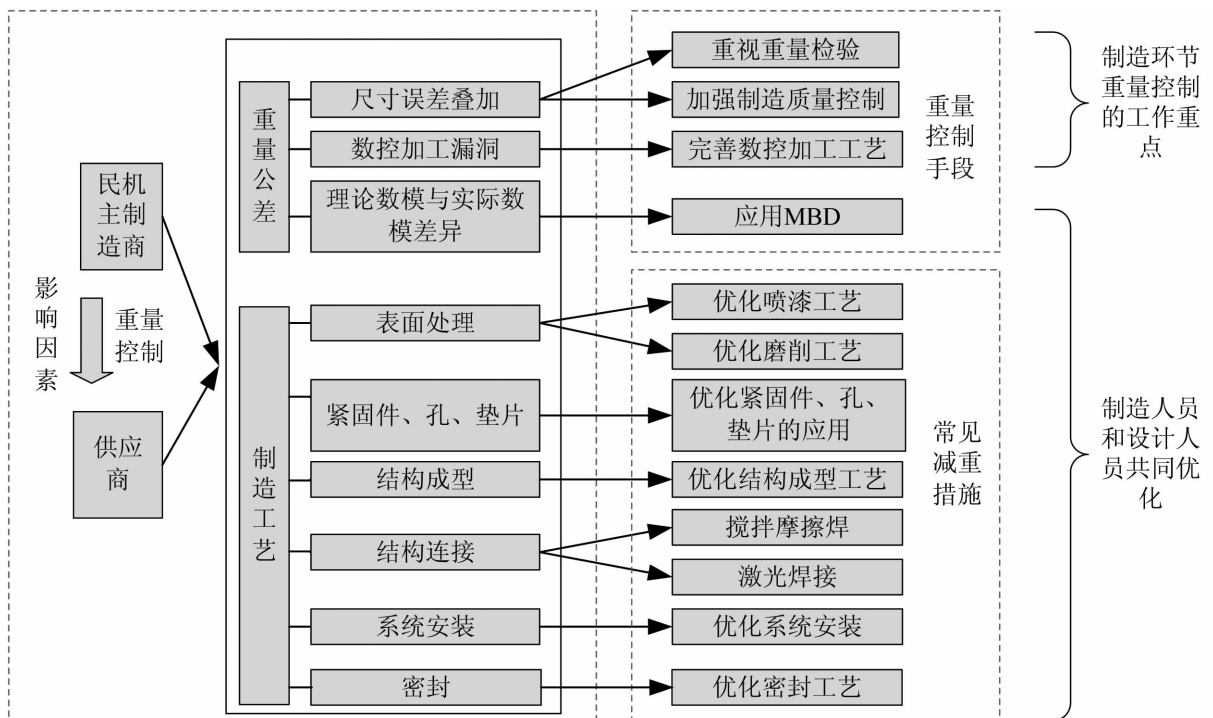 影
响
因
素
民机
主制
造商
重量
控制
供应
商
重
量
公
差
尺寸误差叠加
数控加工漏洞
理论数模与实际数
模差异
制
造
工
艺
表面处理
紧固件、孔、垫片
结构成型
结构连接
系统安装
密封
重视重量检验
加强制造质量控制
完善数控加工工艺
应用MBD
重量
控制
手段
优化喷漆工艺
优化磨削工艺
优化紧固件、孔、
垫片的应用
优化结构成型工艺
搅拌摩擦焊
激光焊接
优化系统安装
优化密封工艺
常见
减重
措施
制造环节
重量控制
的工作重
点
制造人员
和设计人
员共同优
化